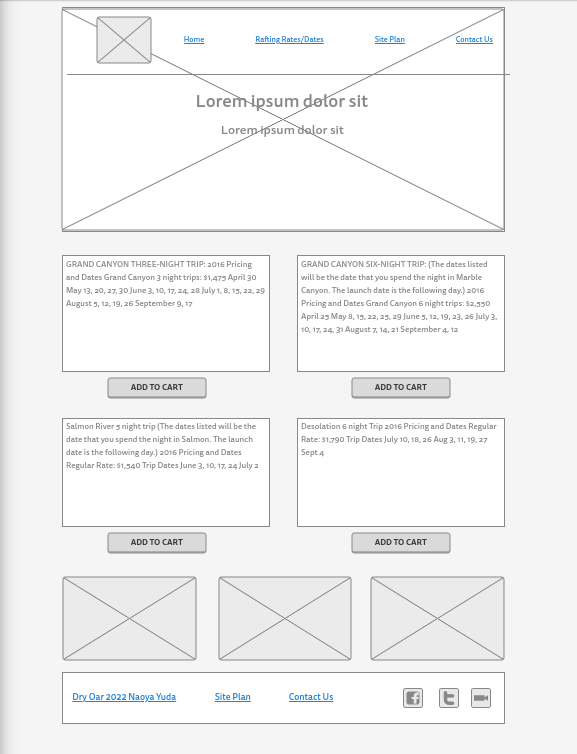 Home Rafting Rates/Dates Site Plan Contact Us
Lorem ipsum dolor sit
Lorem ipsum dolor sit
GRAND CANYON THREE-NIGHT TRIP: 2016 Pricing
and Dates Grand Canyon 3 night trips: $1,475 April 30
May 13, 20, 27, 30 June 3, 10, 17, 24, 28 July 1, 8, 15, 22, 29
August 5, 12, 19, 26 September 9, 17
ADD TO CART
GRAND CANYON SIX-NIGHT TRIP: (The dates listed
will be the date that you spend the night in Marble
Canyon. The launch date is the following day.) 2016
Pricing and Dates Grand Canyon 6 night trips: $2,550
April 25 May 8, 15, 22, 25, 29 June 5, 12, 19, 23, 26 July 3,
10, 17, 24, 31 August 7, 14, 21 September 4, 12
ADD TO CART
Salmon River 5 night trip (The dates listed will be the
date that you spend the night in Salmon. The launch
date is the following day.) 2016 Pricing and Dates
Regular Rate: $1,540 Trip Dates June 3, 10, 17, 24 July 2
ADD TO CART
Desolation 6 night Trip 2016 Pricing and Dates Regular
Rate: $1,790 Trip Dates July 10, 18, 26 Aug 3, 11, 19, 27
Sept 4
ADD TO CART
Dry Oar 2022 Naoya Yuda Site Plan Contact Us